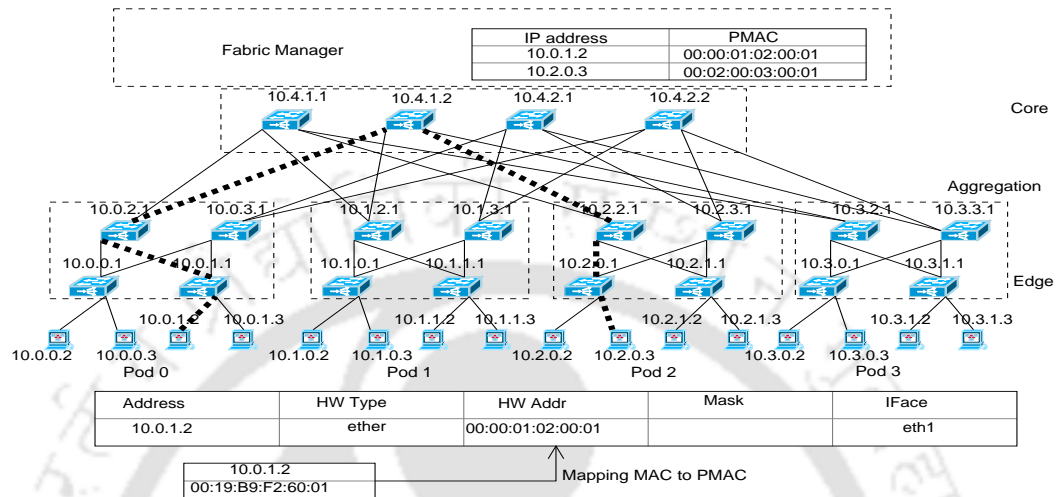 IP address PMAC
Fabric Manager 10.0.1.2 00:00:01:02:00:01
10.2.0.3 00:02:00:03:00:01
10.4.1.1 10.4.1.2 10.4.2.1 10.4.2.2
Core
Aggregation
10.0.2.1 10.0.3.1 10.1.2.1 10.1.3.1 10.2.2.1 10.2.3.1 10.3.2.1 10.3.3.1
10.0.0.1 10.0.1.1 10.1.0.1 10.1.1.1 10.2.0.1 10.2.1.1 10.3.0.1 10.3.1.1
Edge
10.0.1.2 10.0.1.3 10.1.1.2 10.1.1.3 10.2.1.2 10.2.1.3 10.3.1.2 10.3.1.3
10.0.0.2 10.0.0.3 10.1.0.2 10.1.0.3 10.2.0.2 10.2.0.3 10.3.0.2 10.3.0.3
Pod 0 Pod 1 Pod 2 Pod 3
Address HW Type HW Addr Mask IFace
10.0.1.2 ether 00:00:01:02:00:01 eth1
10.0.1.2
Mapping MAC to PMAC
00:19:B9:F2:60:01